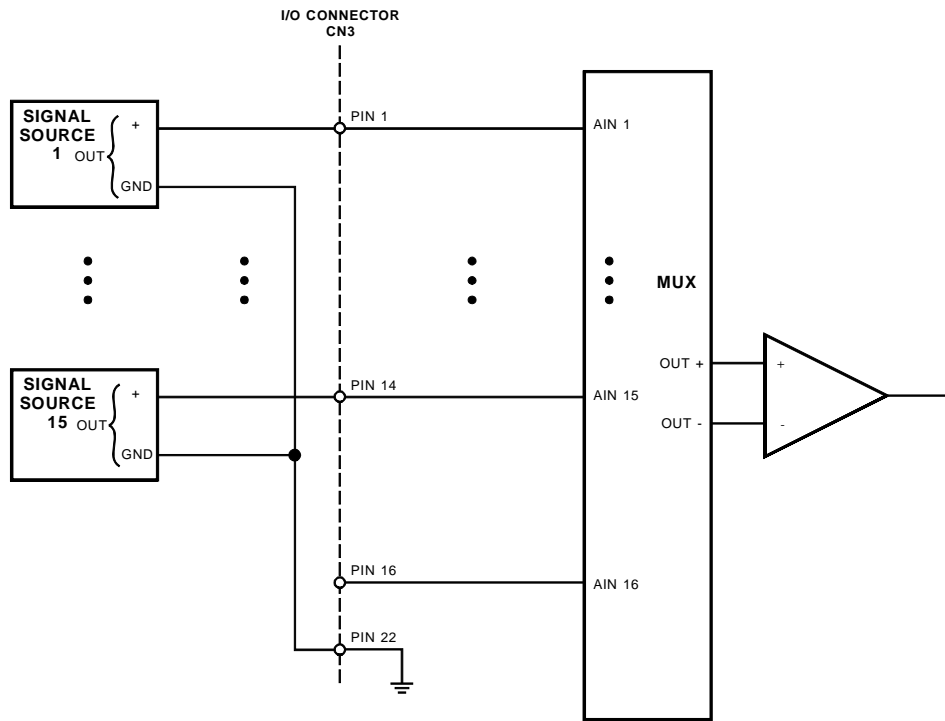 I/O CONNECTOR
CN3
SIGNAL
SOURCE
1 OUT
+
GND
PIN 1
AIN 1
MUX
SIGNAL
SOURCE
15 OUT
+
GND
PIN 14
AIN 15
OUT +
OUT -
+
-
PIN 16
AIN 16
PIN 22